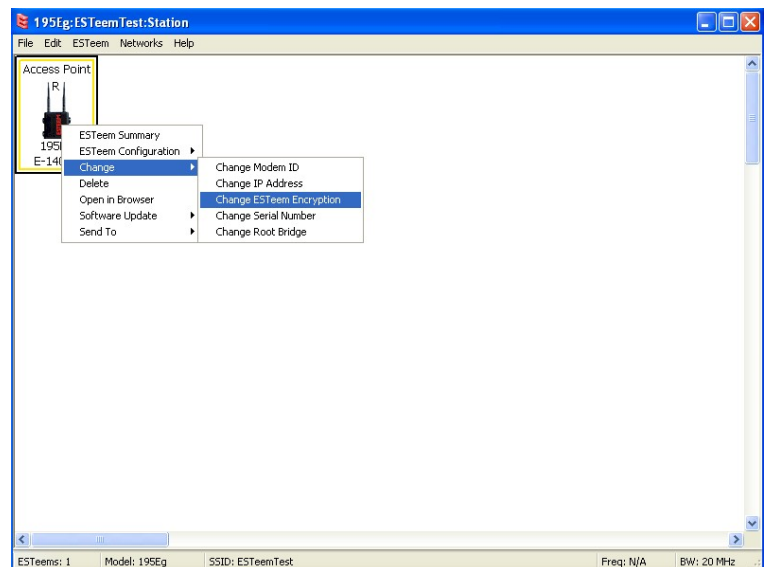 195Eg:ESTeemTest:Station
File Edit ESTeem Networks Help
Access Point
R
ESTeem Summary
ESTeem Configuration
Change
Delete
Open in Browser
Software Update
Send To
Change Modem ID
Change IP Address
Change ESTeem Encryption
Change Serial Number
Change Root Bridge
ESTeems: 1 Model: 195Eg SSID: ESTeemTest Freq: N/A BW: 20 MHz